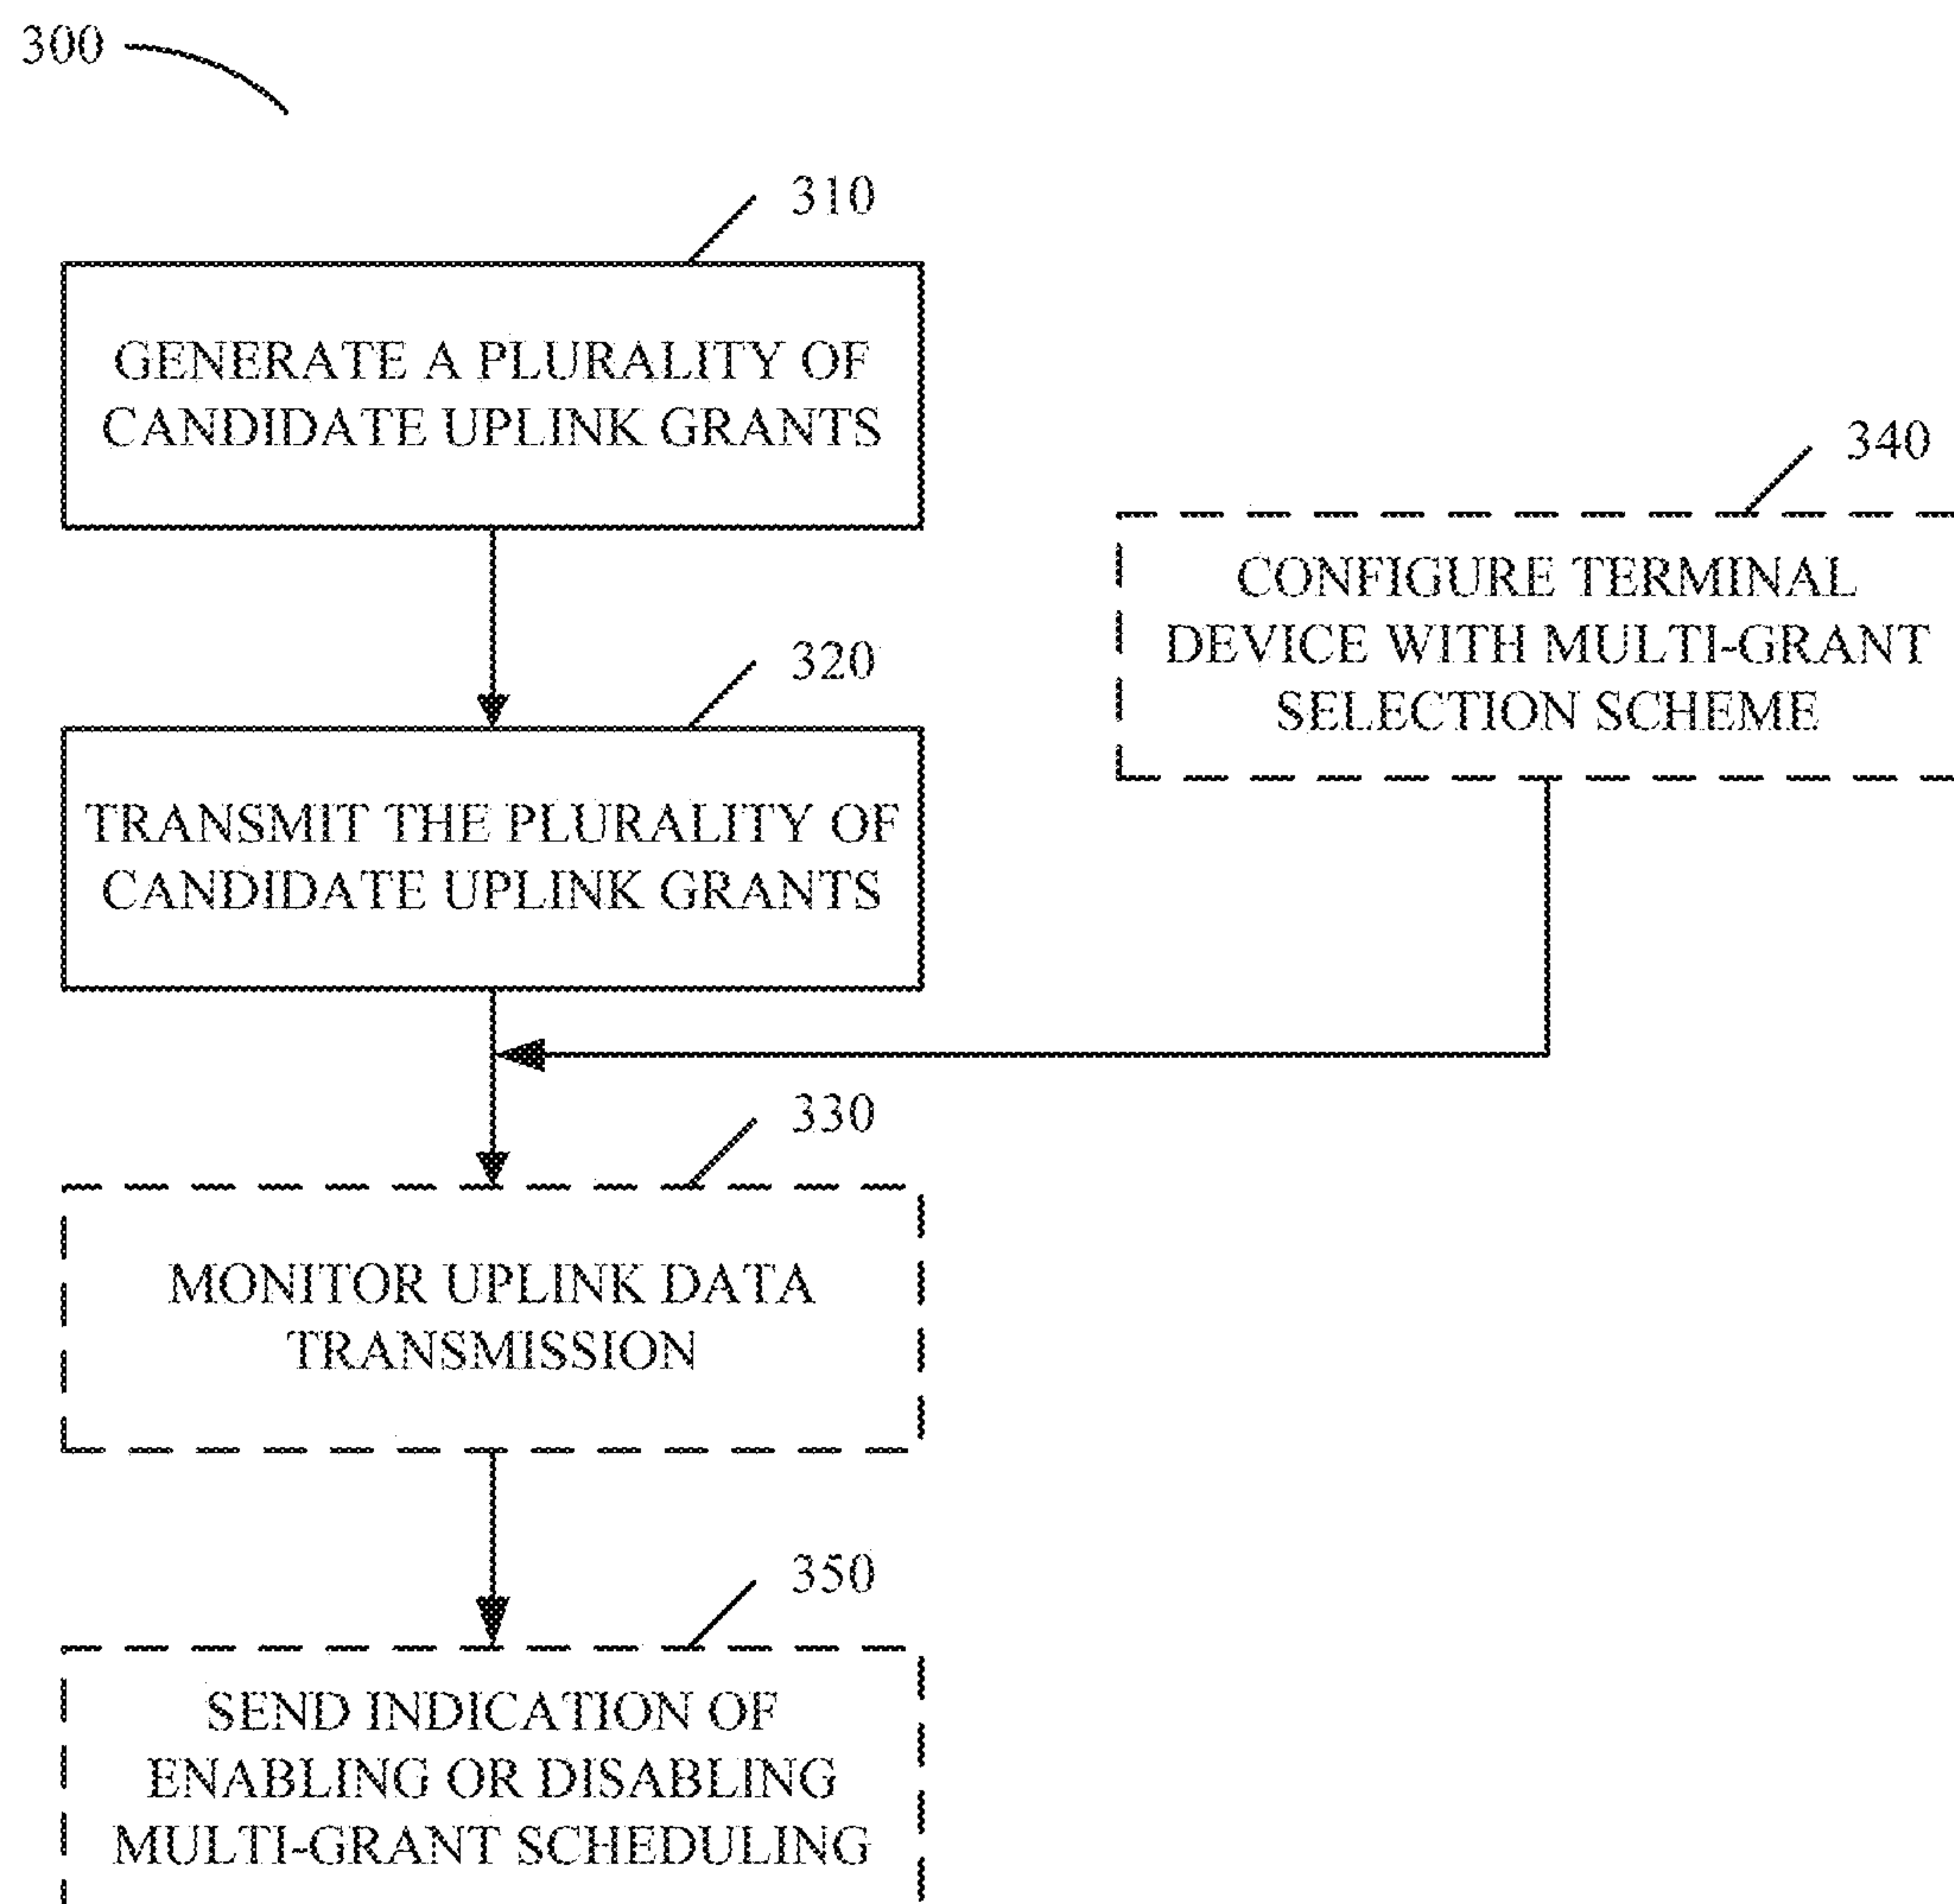 300
310
GENERATE A PLURALITY OF
CANDIDATE UPLINK GRANTS
340
CONFIGURE TERMINAL
DEVICE WITH MULTI-GRANT
SELECTION SCHEME
320
TRANSMIT THE PLURALITY OF
CANDIDATE UPLINK GRANTS
330
MONITOR UPLINK DATA
TRANSMISSION
350
SEND INDICATION OF
ENABLING OR DISABLING
MULTI-GRANT SCHEDULING